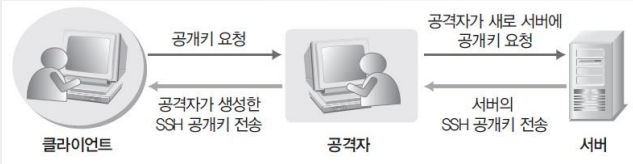 공개키 요청
공격자가 생성한
SSH 공개키 전송
공격자가 새로 서버에
공개키 요청
서버의
SSH 공개키 전송
클라이언트
공격자
서버